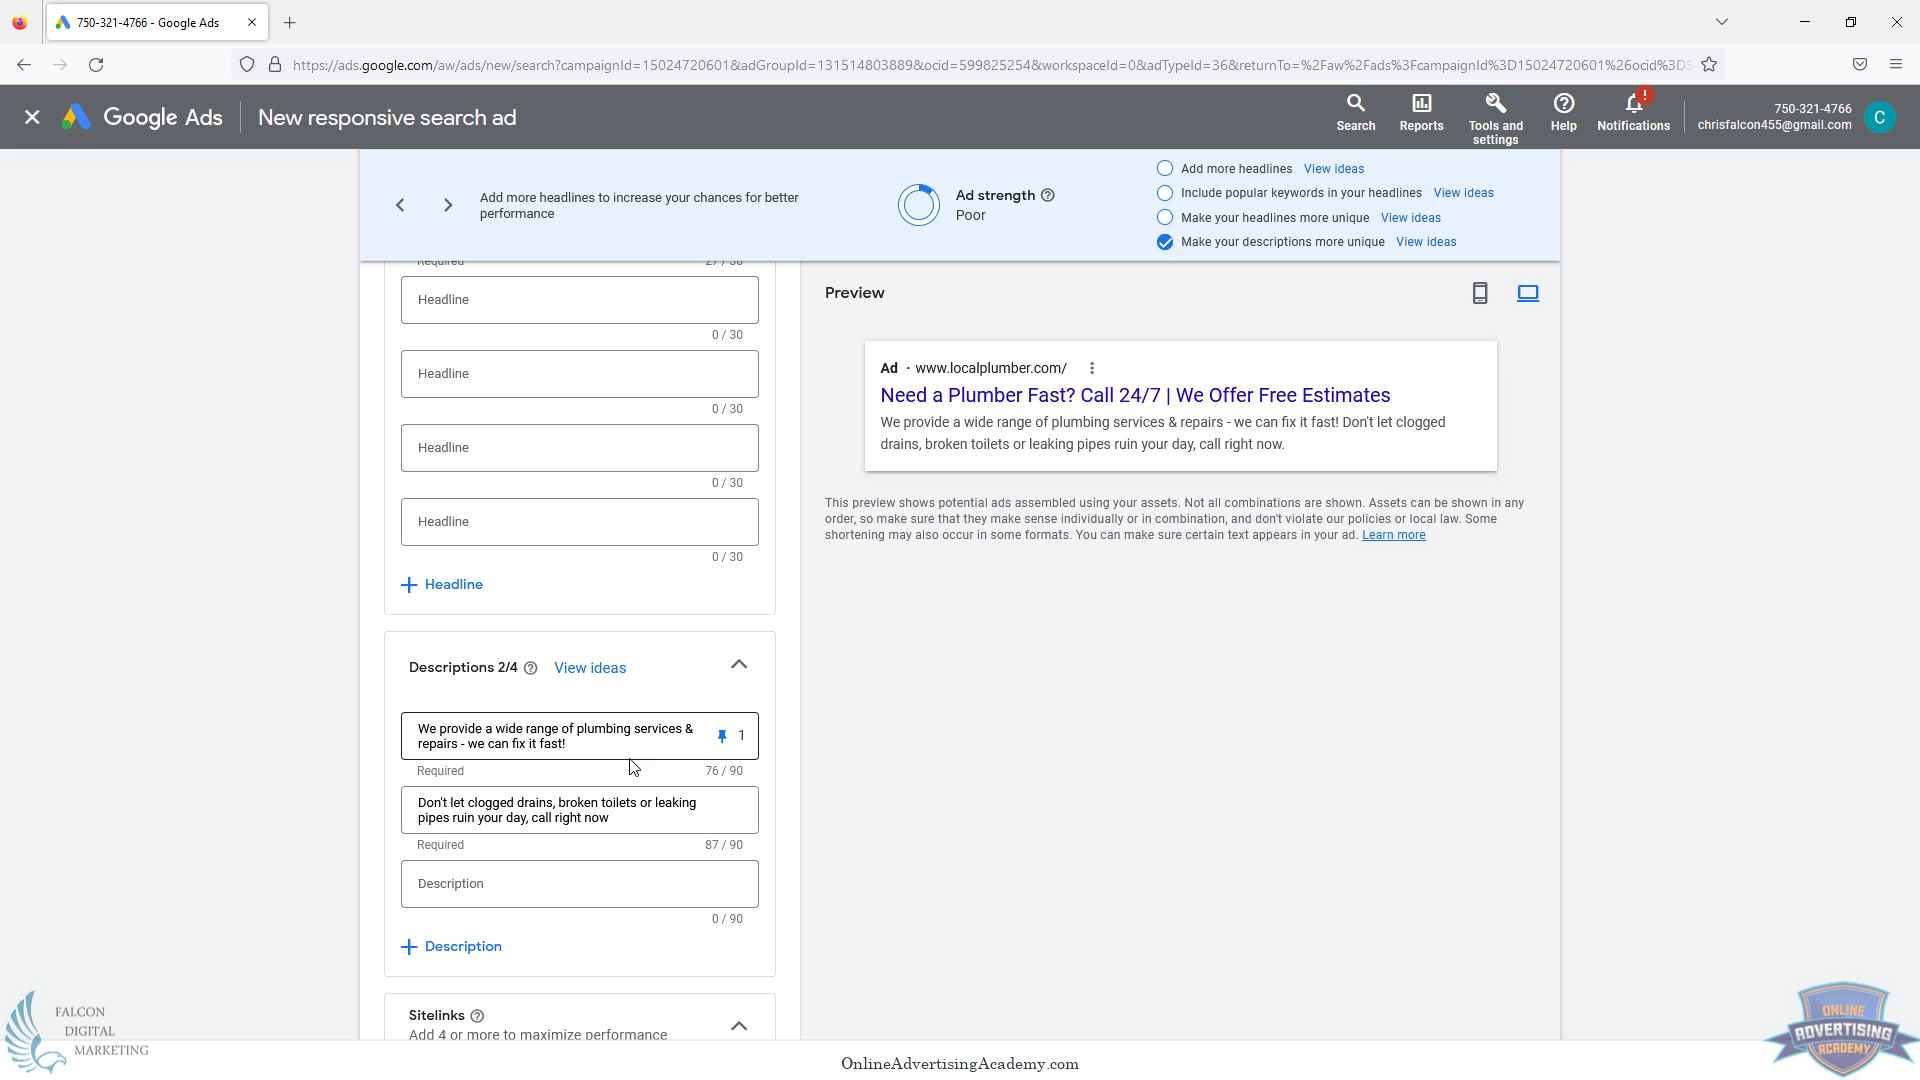 750-321-4766 - Google Ads
https://ads.google.com/aw/ads/new/search?campaignId=15024720601&adGroupId=131514803889&ocid=599825254&workspaceId=0&adTypeId=36&returnTo=%2Faw%2Fads%3FcampaignId%3D15024720601%26ocid%3D5
Google Ads
New responsive search ad
Search
Reports
Tools and
settings
Help
Notifications
!
750-321-4766
chrisfalcon455@gmail.com
C
Add more headlines to increase your chances for better
performance
Ad strength
Poor
Add more headlines View ideas
Include popular keywords in your headlines View ideas
Make your headlines more unique View ideas
Make your descriptions more unique View ideas
Required 27 / 30
Headline
0 / 30
Headline
0 / 30
Headline
0 / 30
Headline
0 / 30
+ Headline
Descriptions 2/4 View ideas
We provide a wide range of plumbing services &
repairs - we can fix it fast!
1
Required 76 / 90
Don't let clogged drains, broken toilets or leaking
pipes ruin your day, call right now
Required 87 / 90
Description
0 / 90
+ Description
Sitelinks
Add 4 or more to maximize performance
Preview
Ad · www.localplumber.com/
Need a Plumber Fast? Call 24/7 | We Offer Free Estimates
We provide a wide range of plumbing services & repairs - we can fix it fast! Don't let clogged
drains, broken toilets or leaking pipes ruin your day, call right now.
This preview shows potential ads assembled using your assets. Not all combinations are shown. Assets can be shown in any
order, so make sure that they make sense individually or in combination, and don't violate our policies or local law. Some
shortening may also occur in some formats. You can make sure certain text appears in your ad. Learn more
FALCON
DIGITAL
MARKETING
OnlineAdvertisingAcademy.com
ONLINE
ADVERTISING
ACADEMY